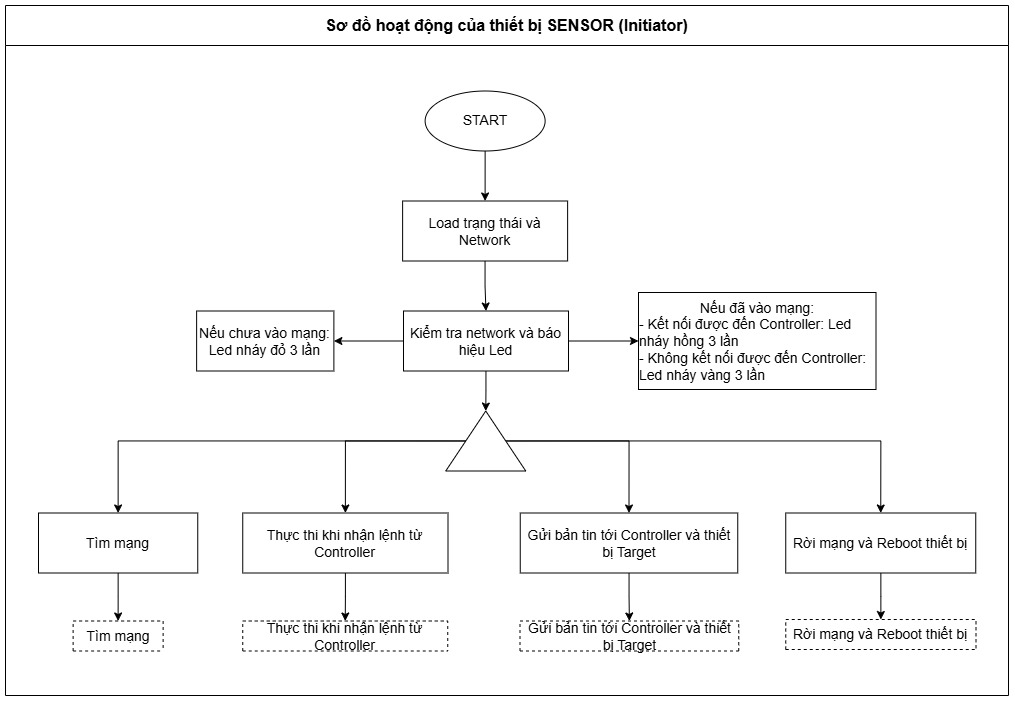 Sơ đồ hoạt động của thiết bị SENSOR (Initiator)
START
Load trạng thái và
Network
Nếu chưa vào mạng:
Led nháy đỏ 3 lần
Kiểm tra network và báo
hiệu Led
Nếu đã vào mạng:
- Kết nối được đến Controller: Led
nháy hồng 3 lần
- Không kết nối được đến Controller:
Led nháy vàng 3 lần
Tìm mạng
Thực thi khi nhận lệnh từ
Controller
Gửi bản tin tới Controller và thiết
bị Target
Rời mạng và Reboot thiết bị
Tìm mạng
Thực thi khi nhận lệnh từ
Controller
Gửi bản tin tới Controller và thiết
bị Target
Rời mạng và Reboot thiết bị